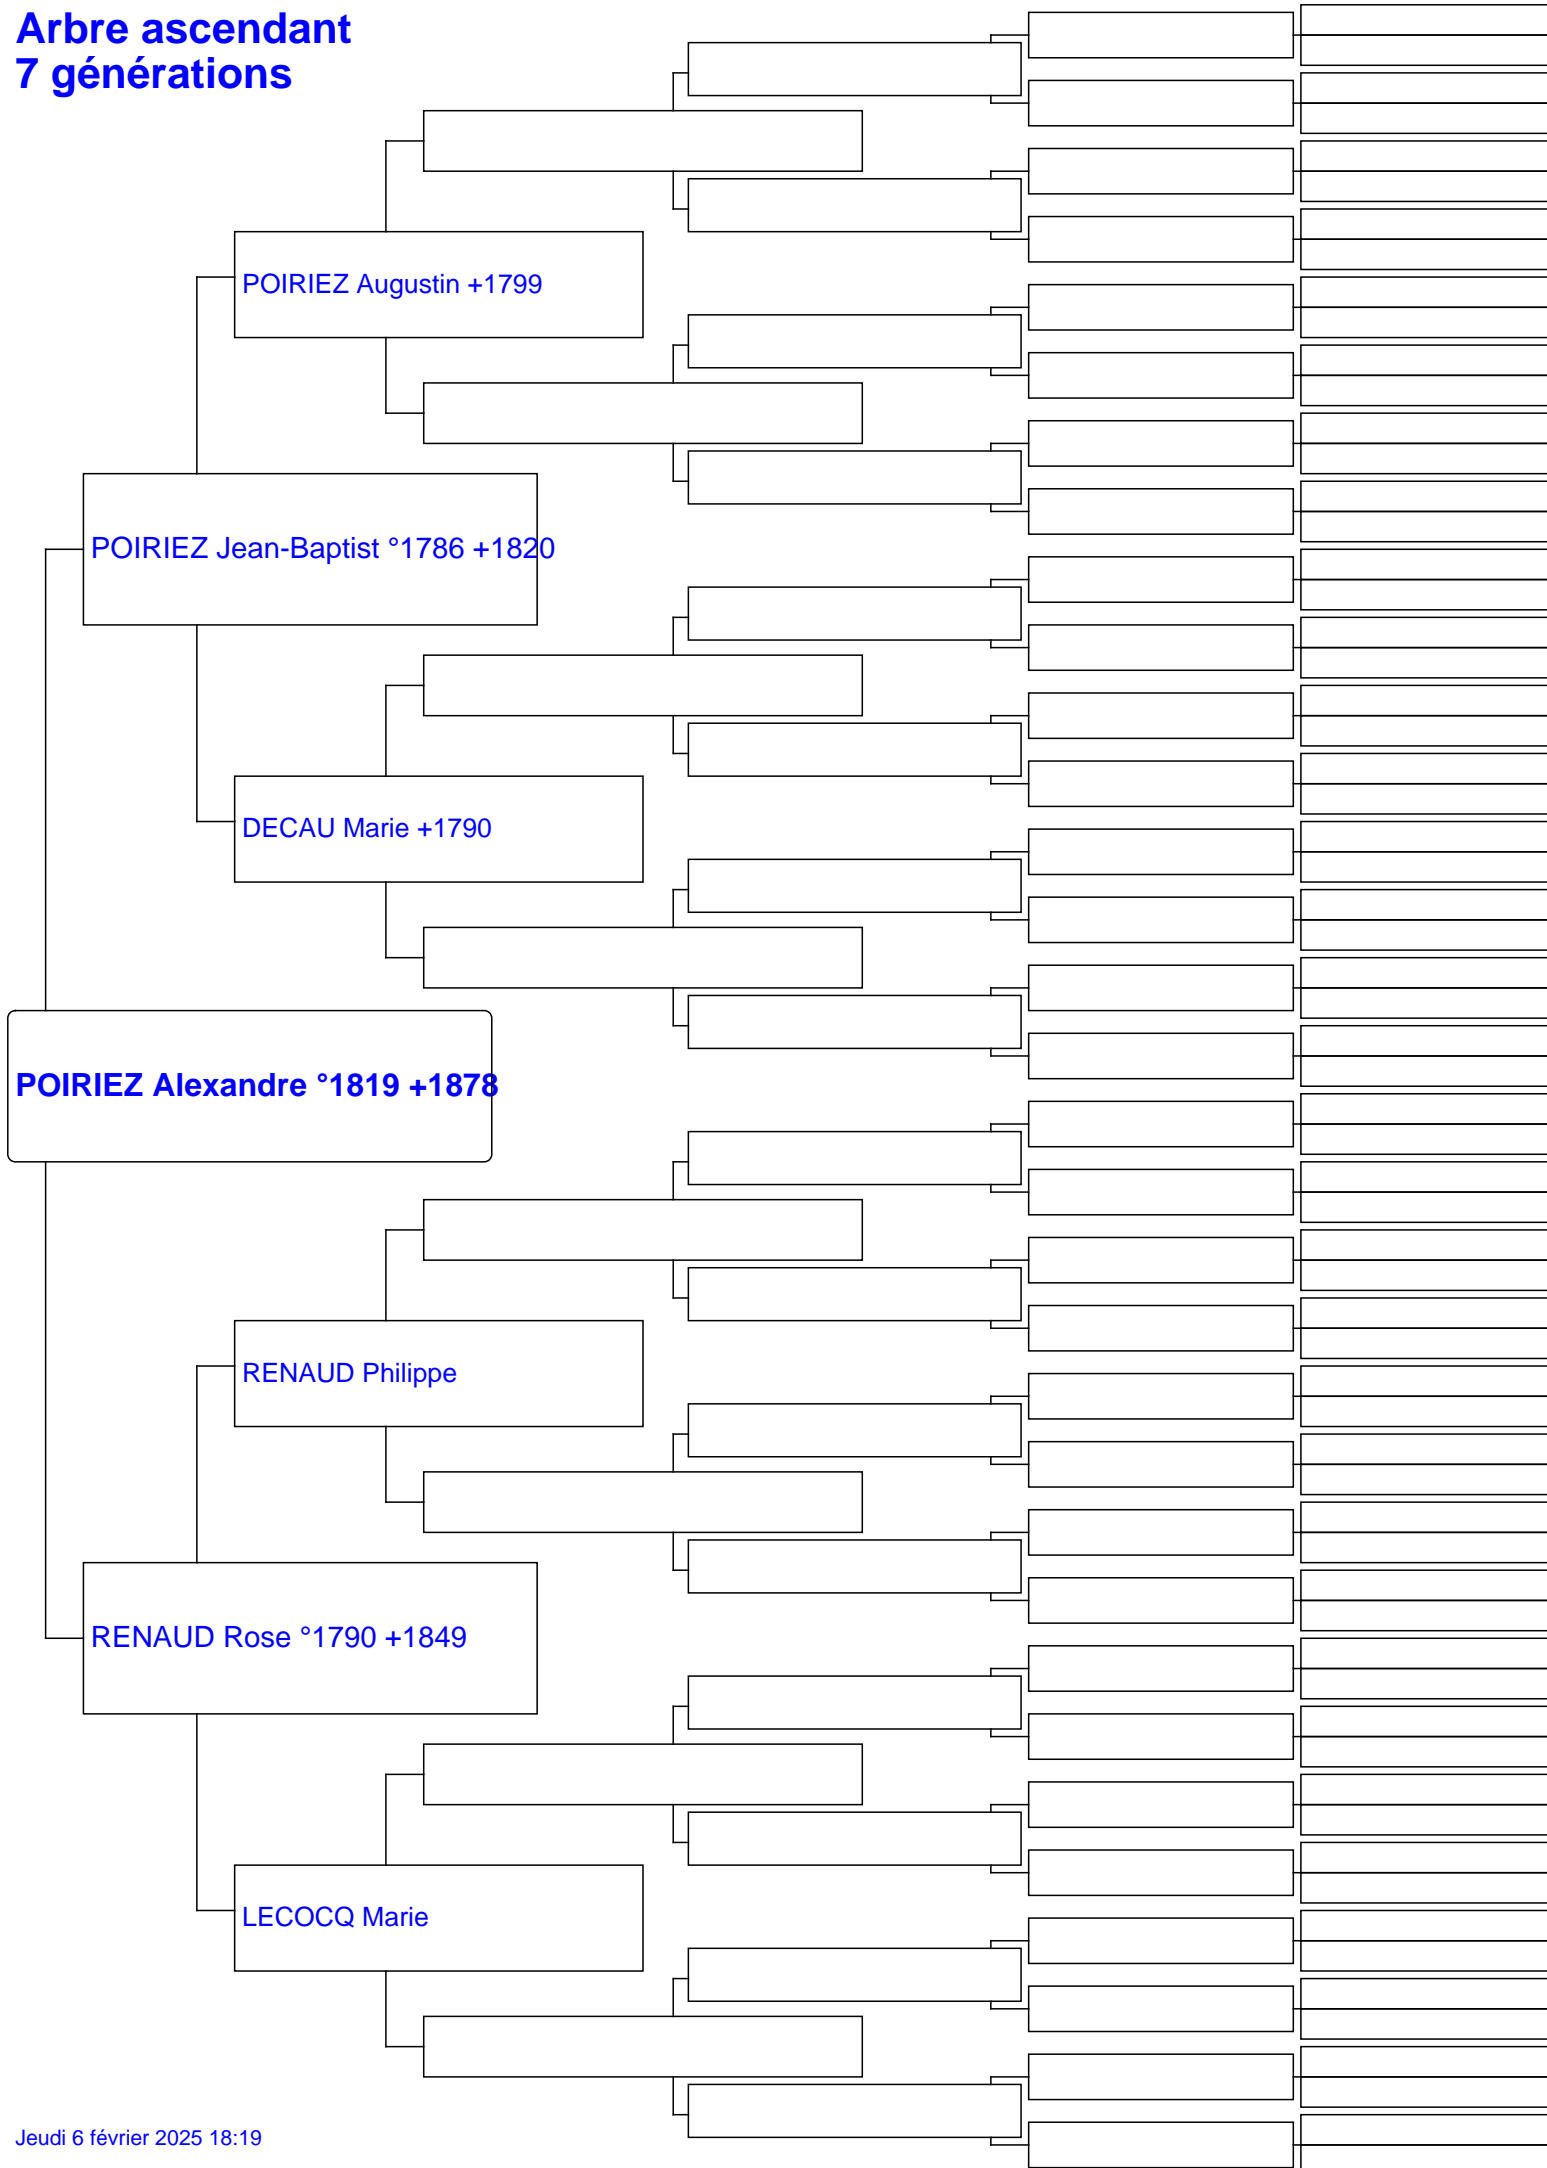 Arbre ascendant
7 générations
POIRIEZ Augustin +1799
POIRIEZ Jean-Baptist °1786 +1820
DECAU Marie +1790
POIRIEZ Alexandre °1819 +1878
RENAUD Philippe
RENAUD Rose °1790 +1849
LECOCQ Marie
Jeudi 6 février 2025 18:19